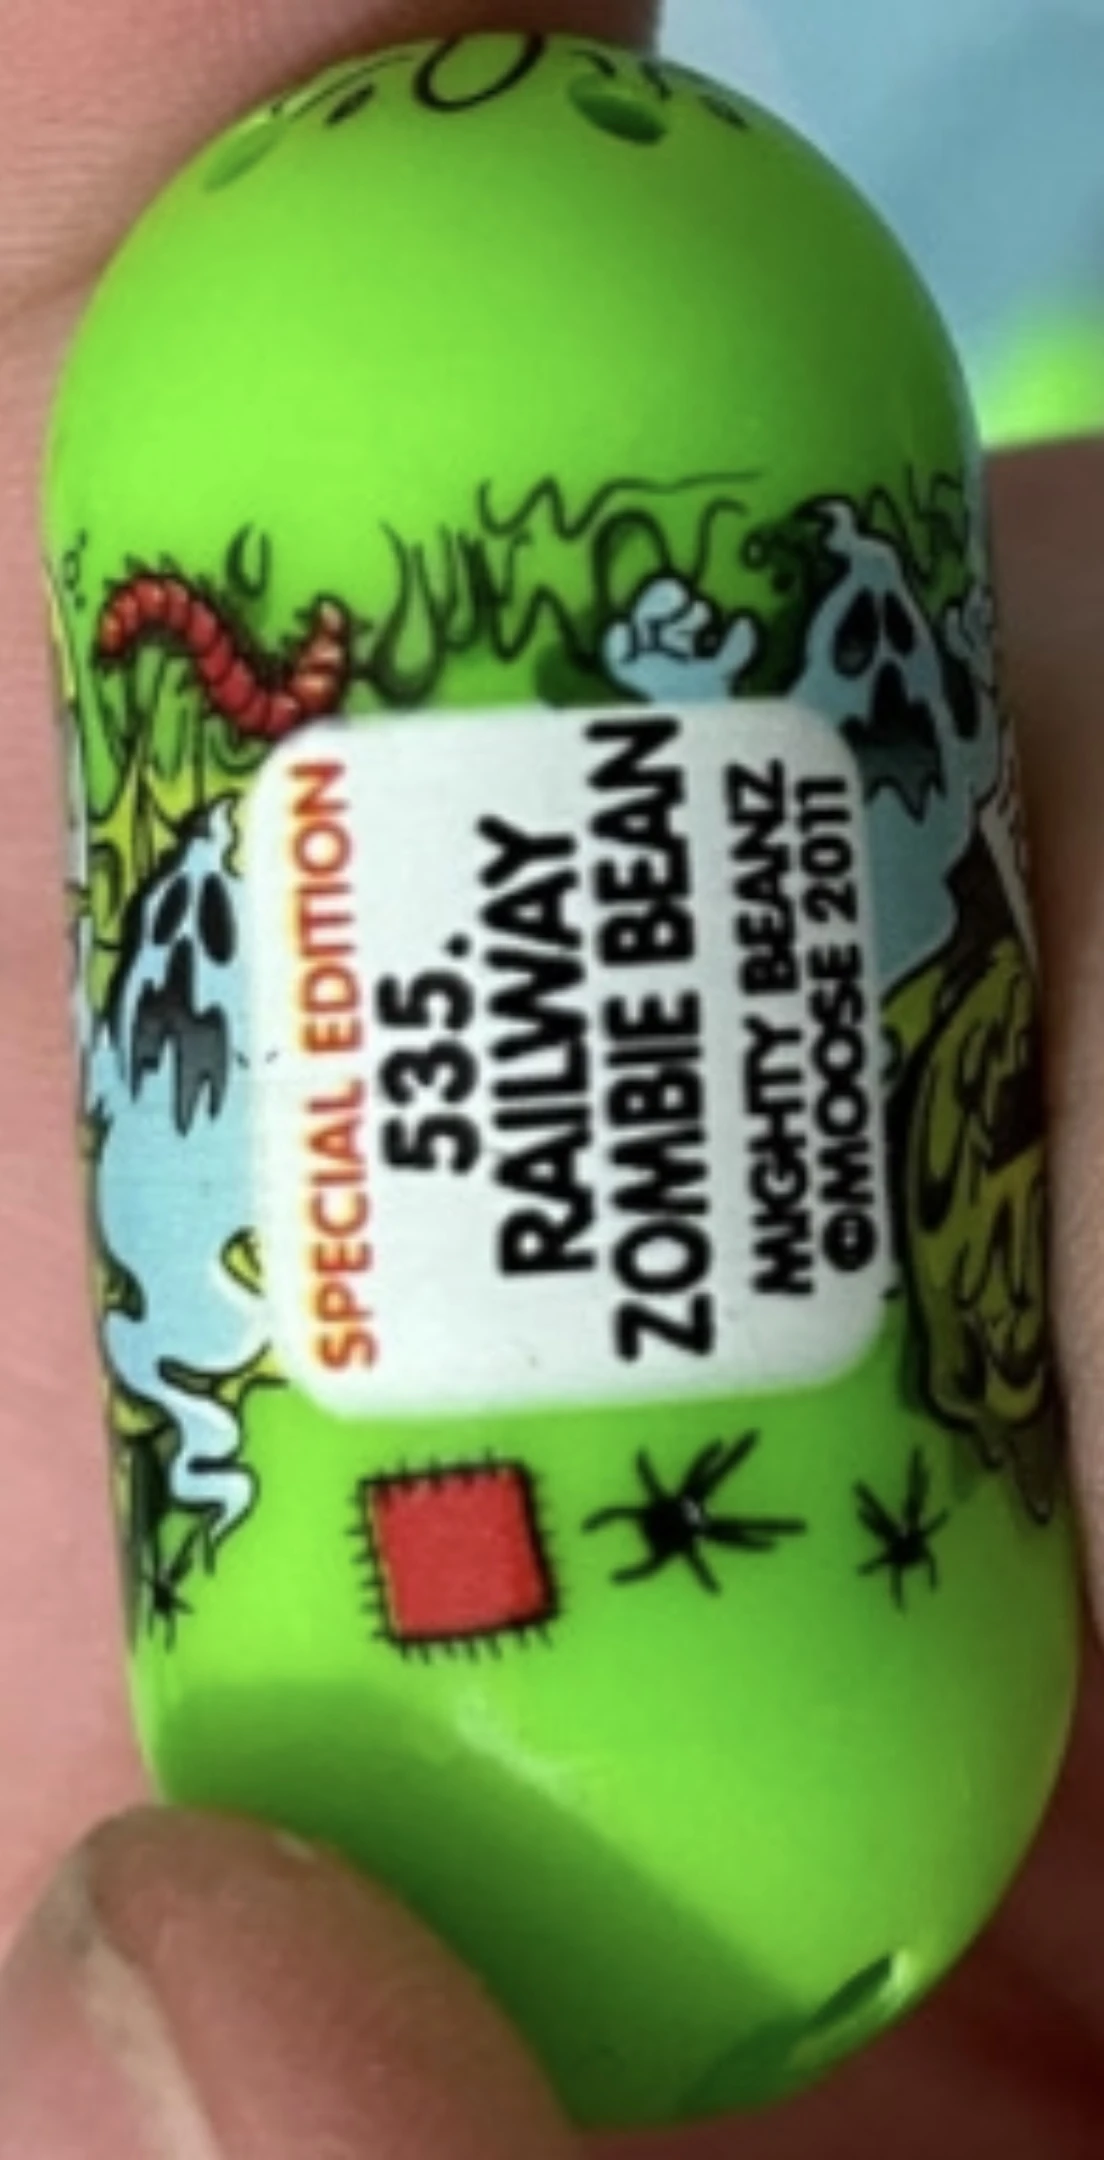 SPECIAL EDITION
535.
RAILWAY
ZOMBIE BEAN
MIGHTY BEANZ
©MOOSE 2011